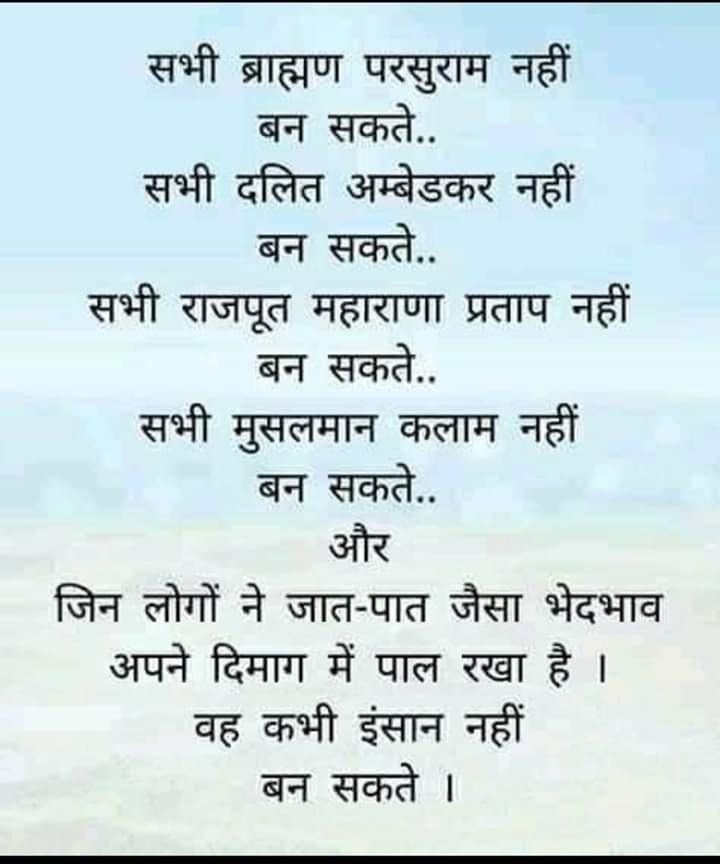 सभी ब्राह्मण परसुराम नहीं
बन सकते..
सभी दलित अम्बेडकर नहीं
बन सकते..
सभी राजपूत महाराणा प्रताप नहीं
बन सकते..
सभी मुसलमान कलाम नहीं
बन सकते..
और
जिन लोगों ने जात-पात जैसा भेदभाव
अपने दिमाग में पाल रखा है ।
वह कभी इंसान नहीं
बन सकते ।